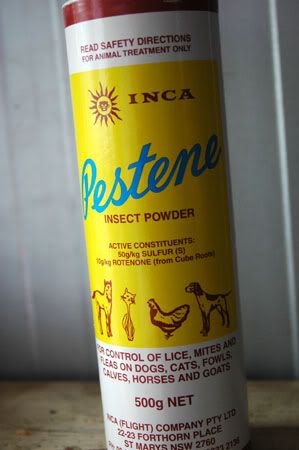 READ SAFETY DIRECTIONS
FOR ANIMAL TREATMENT ONLY
INCA
Pestene
INSECT POWDER
ACTIVE CONSTITUENTS:
50g/kg SULFUR (S)
10g/kg ROTENONE (from Cube Roots)
FOR CONTROL OF LICE, MITES AND
FLEAS ON DOGS, CATS, FOWLS,
CALVES, HORSES AND GOATS
500g NET
INCA (FLIGHT) COMPANY PTY LTD
22-23 FORTHORN PLACE
ST MARYS NSW 2760
2136